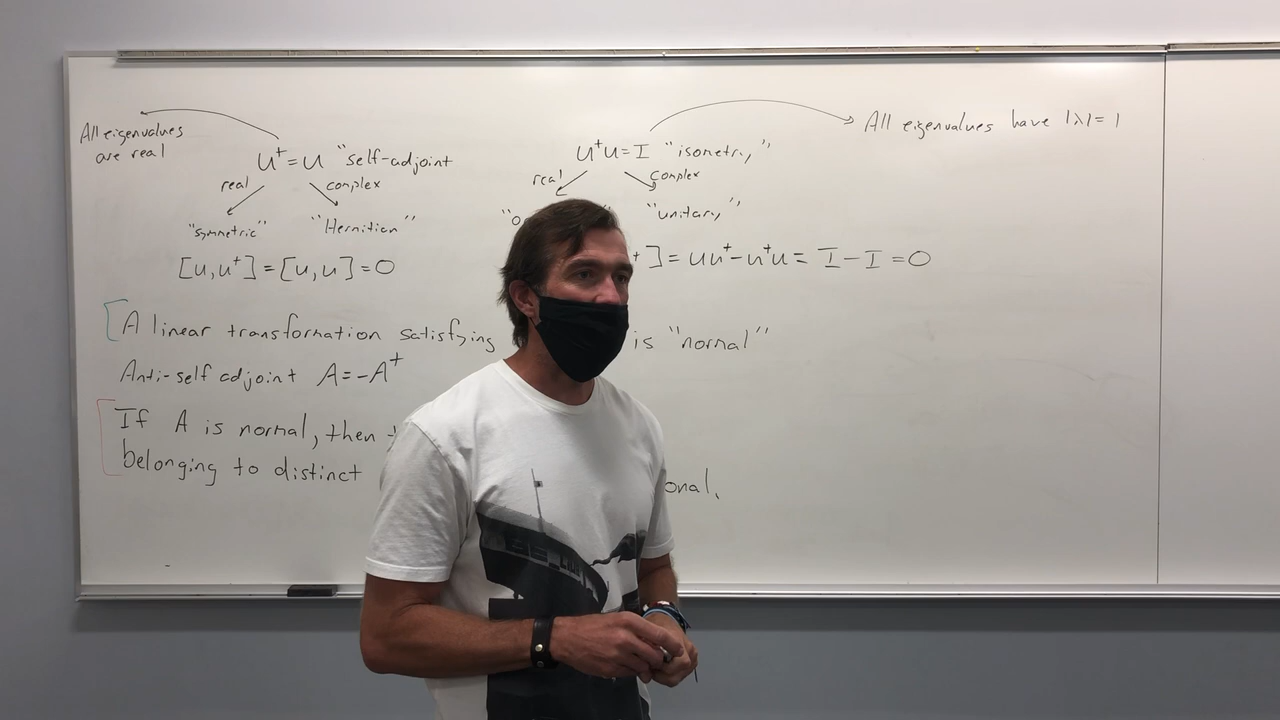 All eigenvalues
are real
u†=u "self-adjoint
real complex
"symmetric" "Hermitian"
[u,u†]=[u,u]=0
u†u=I "isometry"
All eigenvalues have |λ|=1
real complex
"O "unitary"
†]=uu†-u†u= I-I=0
A linear transformation satisfying is "normal"
Anti-self adjoint A=-A†
If A is normal, then
belonging to distinct onal.